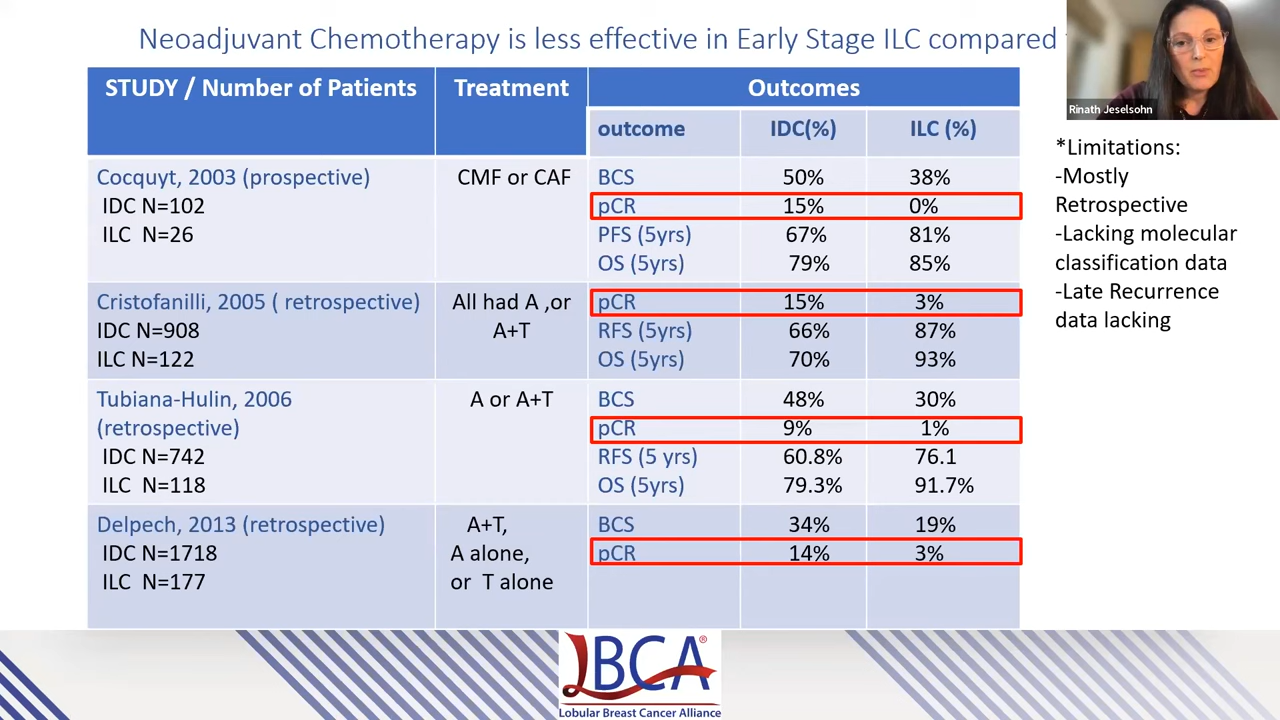 Neoadjuvant Chemotherapy is less effective in Early Stage ILC compared
Rinath Jeselsohn
STUDY / Number of Patients Treatment Outcomes
outcome IDC(%) ILC (%)
Cocquyt, 2003 (prospective) CMF or CAF BCS 50% 38%
IDC N=102 pCR 15% 0%
ILC N=26 PFS (5yrs) 67% 81%
OS (5yrs) 79% 85%
Cristofanilli, 2005 ( retrospective) All had A ,or pCR 15% 3%
IDC N=908 A+T RFS (5yrs) 66% 87%
ILC N=122 OS (5yrs) 70% 93%
Tubiana-Hulin, 2006 A or A+T BCS 48% 30%
(retrospective) pCR 9% 1%
IDC N=742 RFS (5 yrs) 60.8% 76.1
ILC N=118 OS (5yrs) 79.3% 91.7%
Delpech, 2013 (retrospective) A+T, BCS 34% 19%
IDC N=1718 A alone, pCR 14% 3%
ILC N=177 or T alone
*Limitations:
-Mostly
Retrospective
-Lacking molecular
classification data
-Late Recurrence
data lacking
LBCA®
Lobular Breast Cancer Alliance